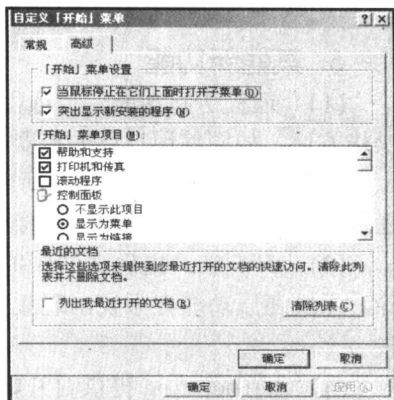 自定义「开始」菜单
常规 高级
「开始」菜单设置
当鼠标停止在它们上面时打开子菜单(O)
突出显示新安装的程序(N)
「开始」菜单项目(M):
帮助和支持
打印机和传真
滚动程序
控制面板
不显示此项目
显示为菜单
显示为链接
最近的文档
选择这些选项来提供到您最近打开的文档的快速访问。清除此列
表并不删除文档。
列出我最近打开的文档(R) 清除列表(C)
确定 取消
确定 取消 应用(A)